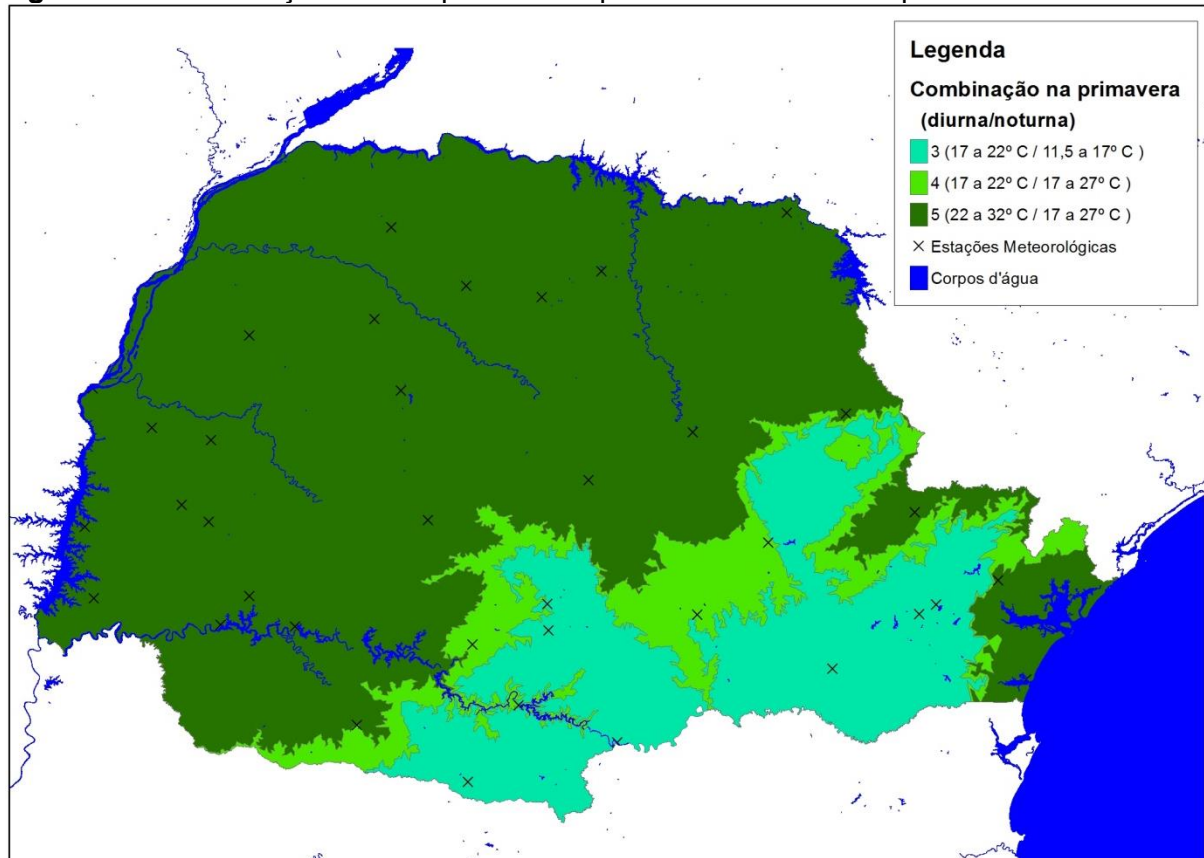 Legenda
Combinação na primavera
(diurna/noturna)
3 (17 a 22º C / 11,5 a 17º C )
4 (17 a 22º C / 17 a 27º C )
5 (22 a 32º C / 17 a 27º C )
Estações Meteorológicas
Corpos d'água